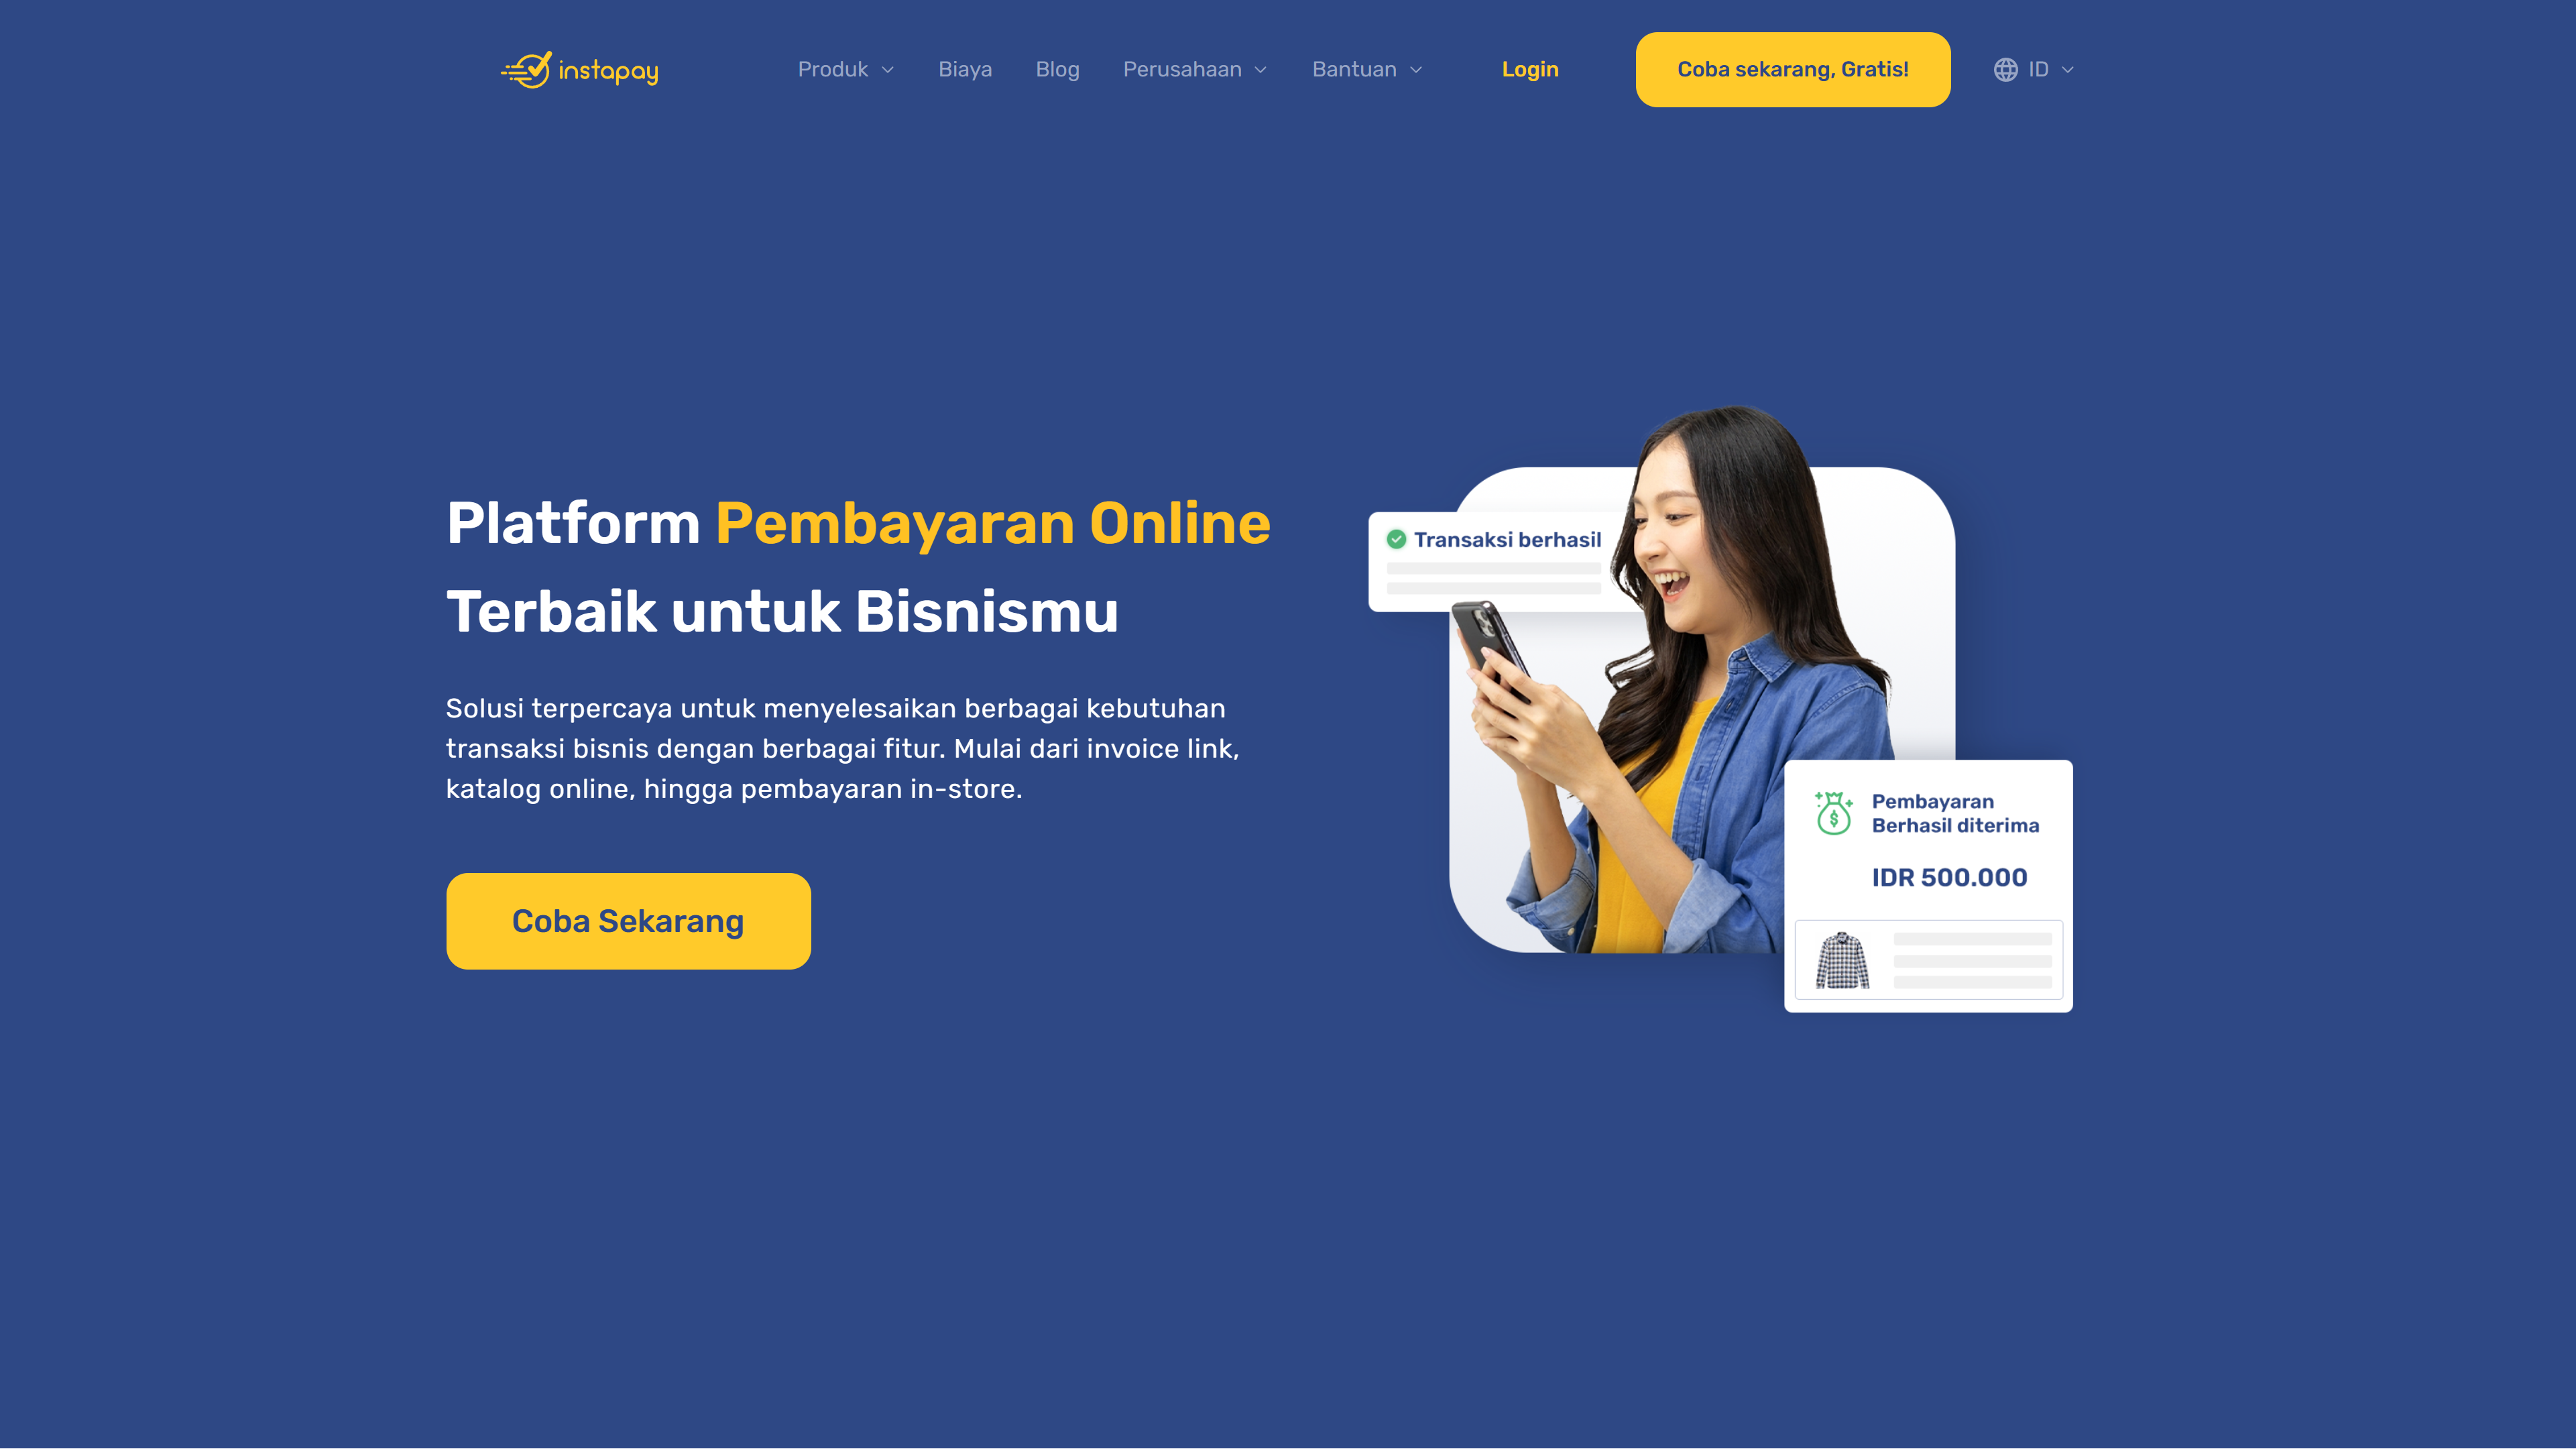 instapay
Produk
Biaya
Blog
Perusahaan
Bantuan
Login
Coba sekarang, Gratis!
ID
Platform Pembayaran Online
Terbaik untuk Bisnismu
Solusi terpercaya untuk menyelesaikan berbagai kebutuhan
transaksi bisnis dengan berbagai fitur. Mulai dari invoice link,
katalog online, hingga pembayaran in-store.
Coba Sekarang
Transaksi berhasil
Pembayaran
Berhasil diterima
IDR 500.000